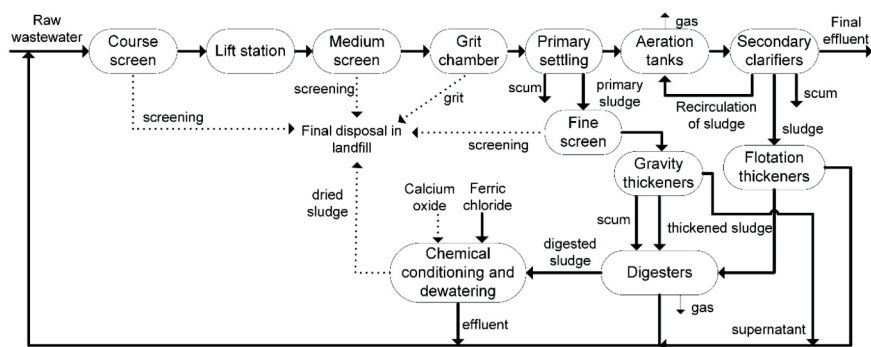 Raw
wastewater
Course
screen
Lift station
Medium
screen
Grit
chamber
Primary
settling
gas
Aeration
tanks
Secondary
clarifiers
Final
effluent
screening
screening
grit
scum
primary
sludge
Recirculation
of sludge
scum
sludge
Final disposal in
landfill
screening
Fine
screen
Gravity
thickeners
Flotation
thickeners
dried
sludge
Calcium
oxide
Ferric
chloride
scum
thickened sludge
Chemical
conditioning and
dewatering
digested
sludge
Digesters
gas
effluent
supernatant